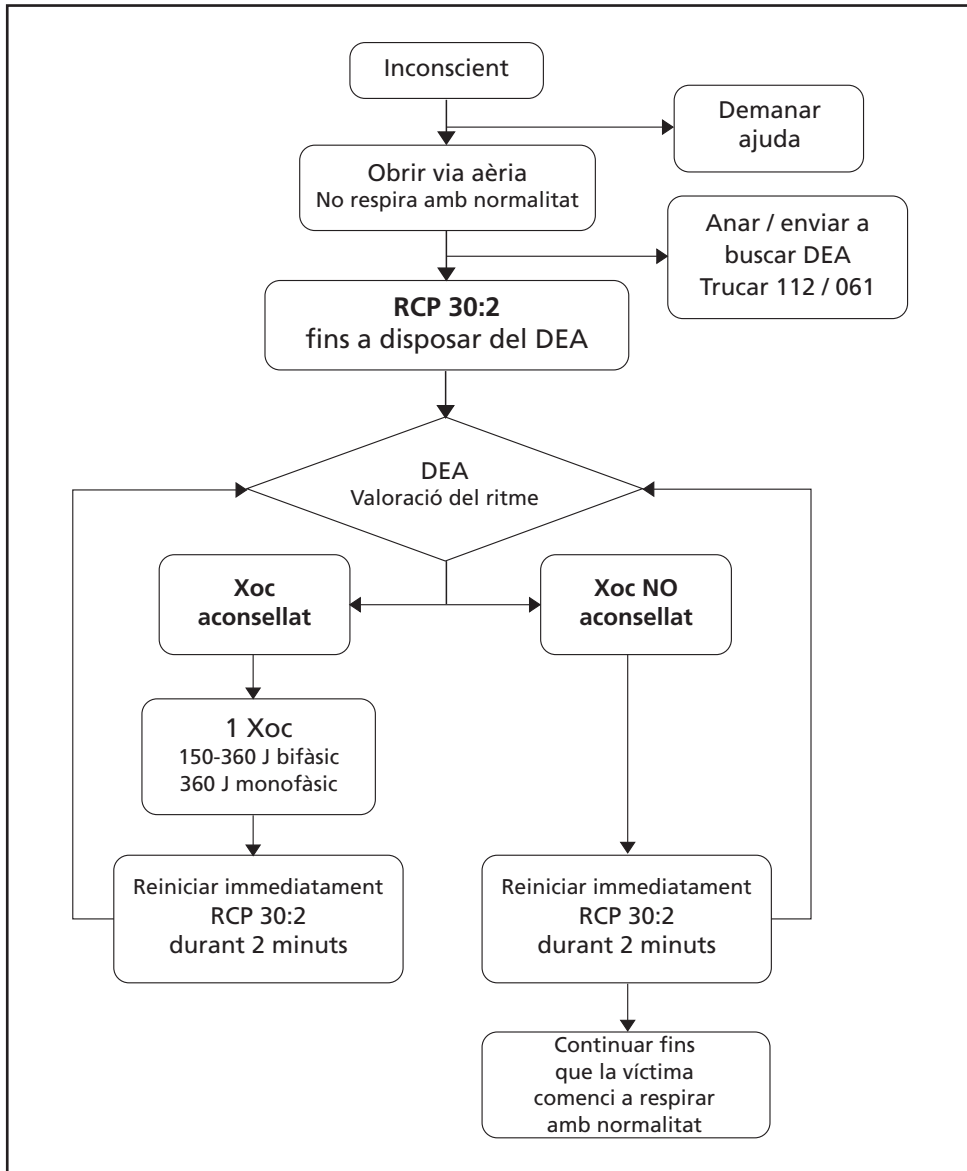 Inconscient
Demanar
ajuda
Obrir via aèria
No respira amb normalitat
Anar / enviar a
buscar DEA
Trucar 112 / 061
RCP 30:2
fins a disposar del DEA
DEA
Valoració del ritme
Xoc
aconsellat
Xoc NO
aconsellat
1 Xoc
150-360 J bifàsic
360 J monofàsic
Reiniciar immediatament
RCP 30:2
durant 2 minuts
Reiniciar immediatament
RCP 30:2
durant 2 minuts
Continuar fins
que la víctima
comenci a respirar
amb normalitat